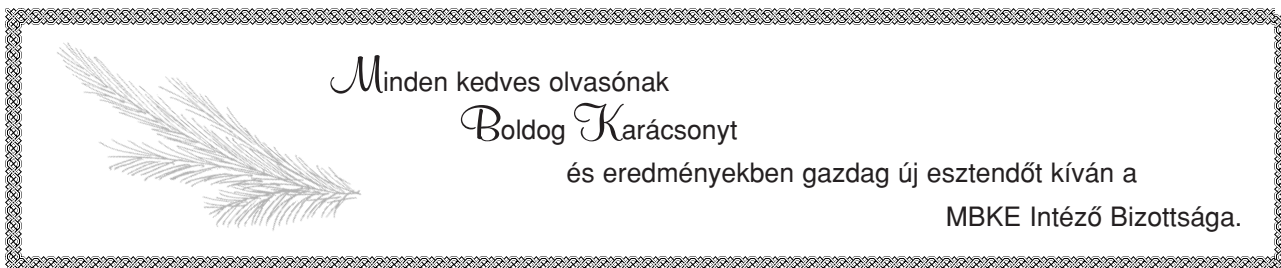 Minden kedves olvasónak
Boldog Karácsonyt
és eredményekben gazdag új esztendőt kíván a
MBKE Intéző Bizottsága.